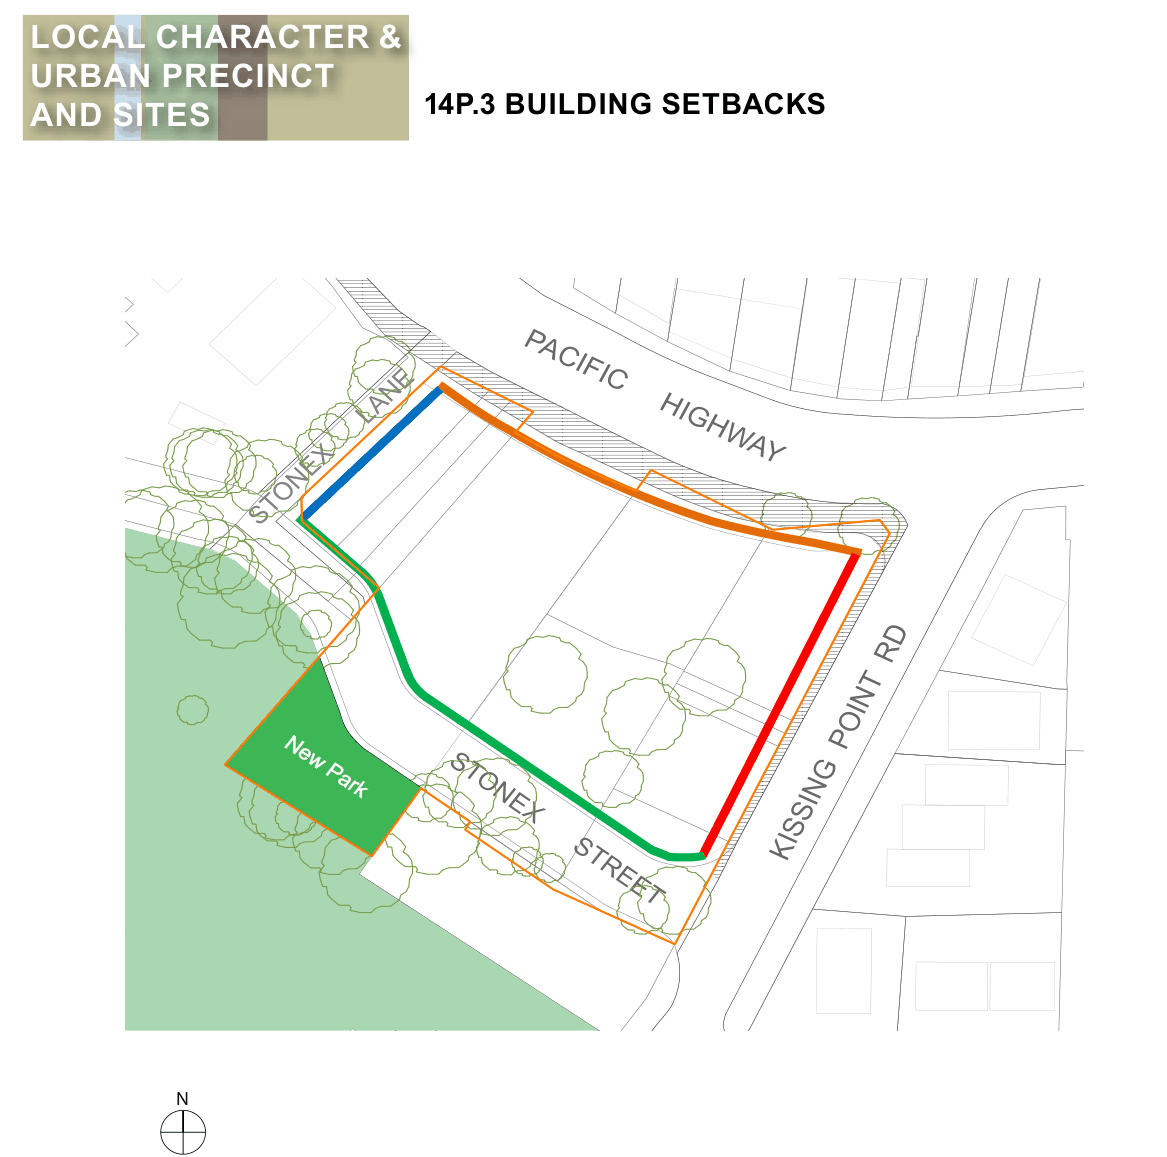 LOCAL CHARACTER &
URBAN PRECINCT
AND SITES
14P.3 BUILDING SETBACKS
PACIFIC HIGHWAY
STONEX LANE
KISSING POINT RD
New Park
STONEX STREET
N